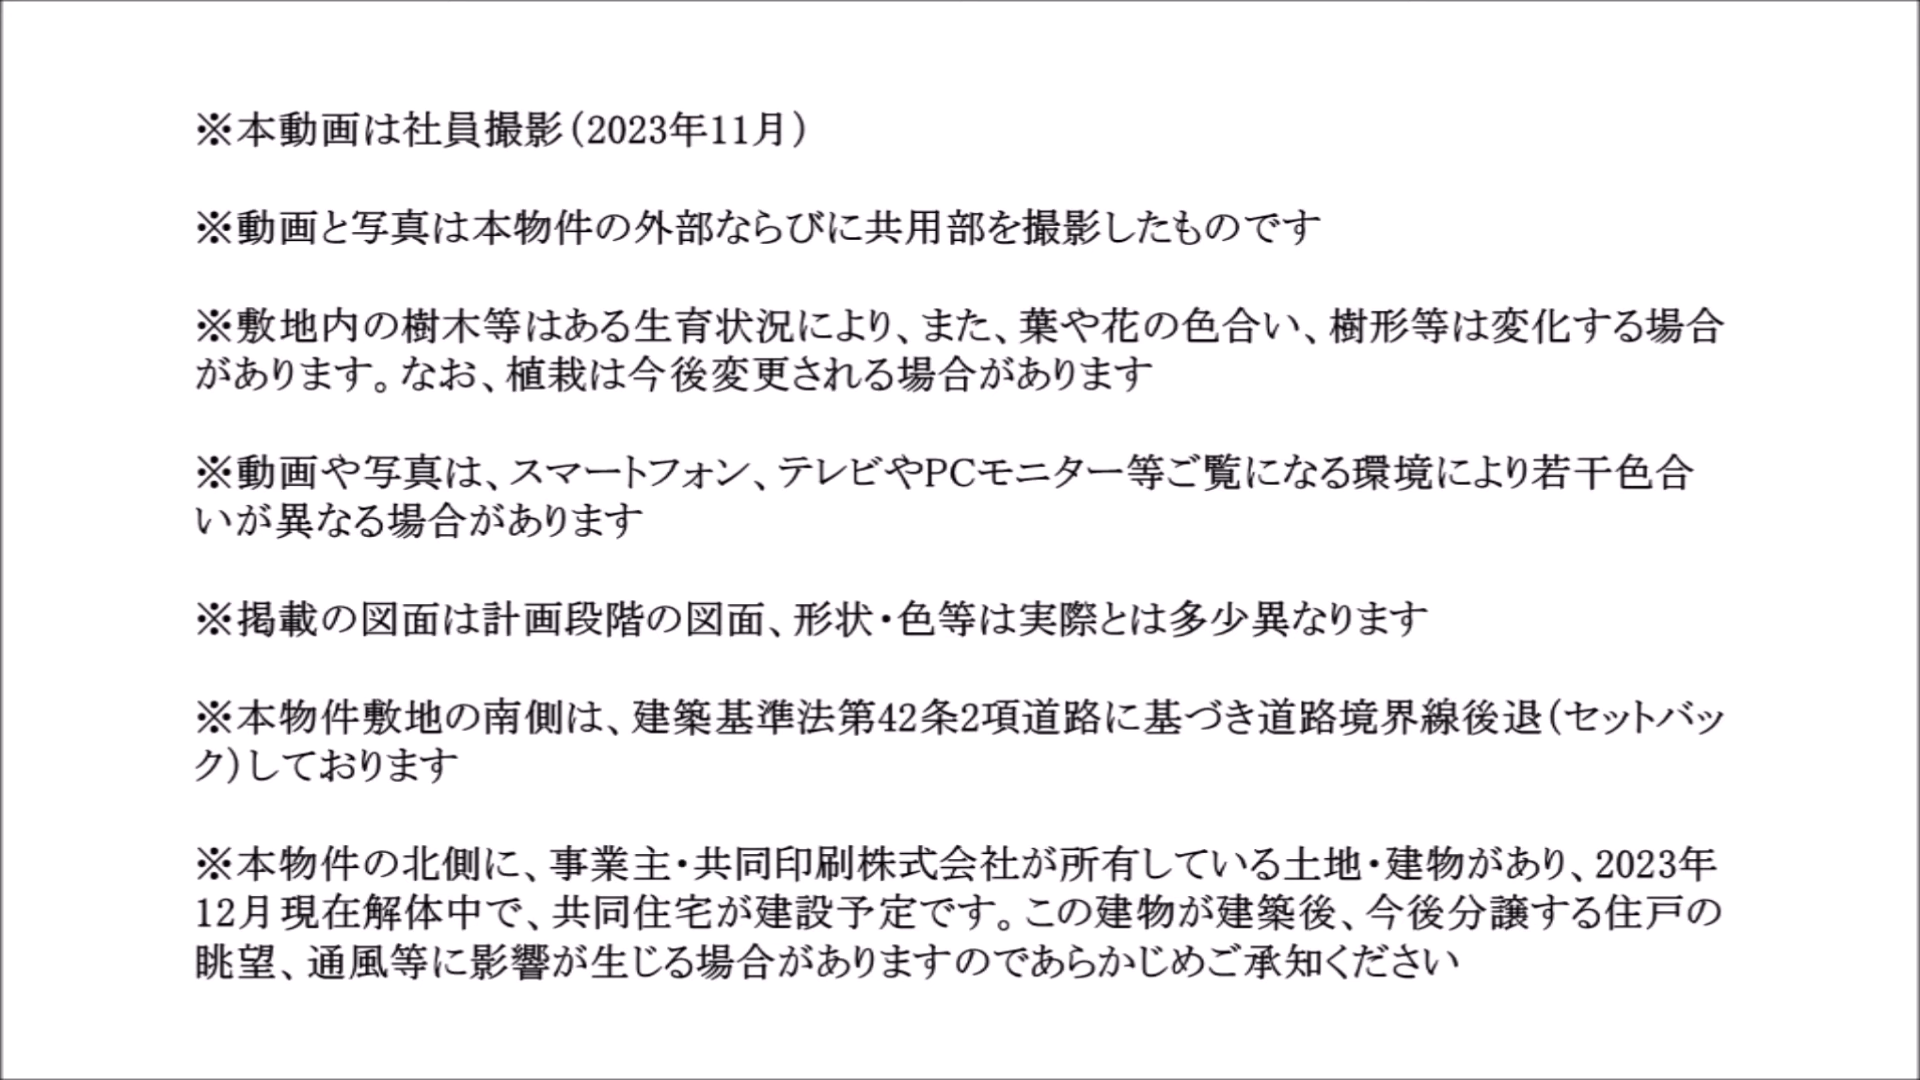 ※本動画は社員撮影（2023年11月）
※動画と写真は本物件の外部ならびに共用部を撮影したものです
※敷地内の樹木等はある生育状況により、また、葉や花の色合い、樹形等は変化する場合
があります。なお、植栽は今後変更される場合があります
※動画や写真は、スマートフォン、テレビやPCモニター等ご覧になる環境により若干色合
いが異なる場合があります
※掲載の図面は計画段階の図面、形状・色等は実際とは多少異なります
※本物件敷地の南側は、建築基準法第42条2項道路に基づき道路境界線後退（セットバッ
ク）しております
※本物件の北側に、事業主・共同印刷株式会社が所有している土地・建物があり、2023年
12月現在解体中で、共同住宅が建設予定です。この建物が建築後、今後分譲する住戸の
眺望、通風等に影響が生じる場合がありますのであらかじめご承知ください